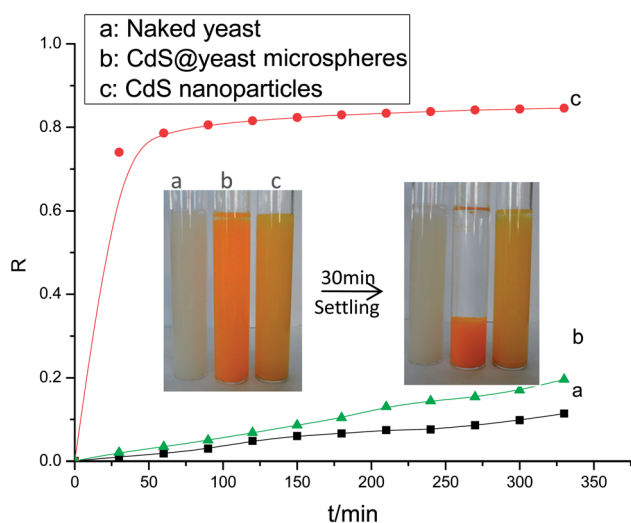 a: Naked yeast
b: CdS@yeast microspheres
c: CdS nanoparticles
1.0
0.8
0.6
0.4
0.2
0.0
R
c
a b c
30min
Settling
b
a
0 50 100 150 200 250 300 350
t/min